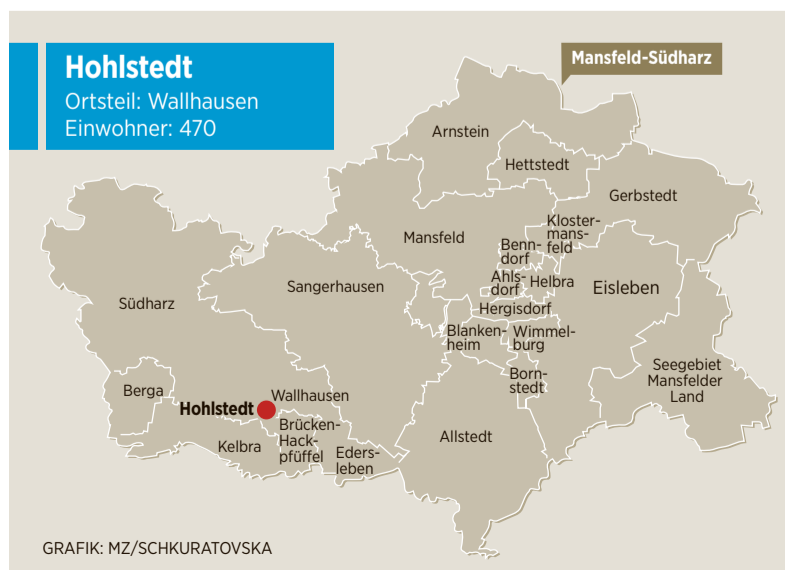 Hohlstedt
Ortsteil: Wallhausen
Einwohner: 470
Mansfeld-Südharz
Arnstein
Hettstedt
Gerbstedt
Mansfeld
Kloster-
mans-
feld
Benn-
dorf
Ahls-
dorf
Helbra
Eisleben
Südharz
Sangerhausen
Hergisdorf
Blanken-
heim
Wimmel-
burg
Born-
stedt
Seegebiet
Mansfelder
Land
Berga
Wallhausen
Hohlstedt
Kelbra
Brücken-
Hack-
pfüffel
Eders-
leben
Allstedt
GRAFIK: MZ/SCHKURATOVSKA